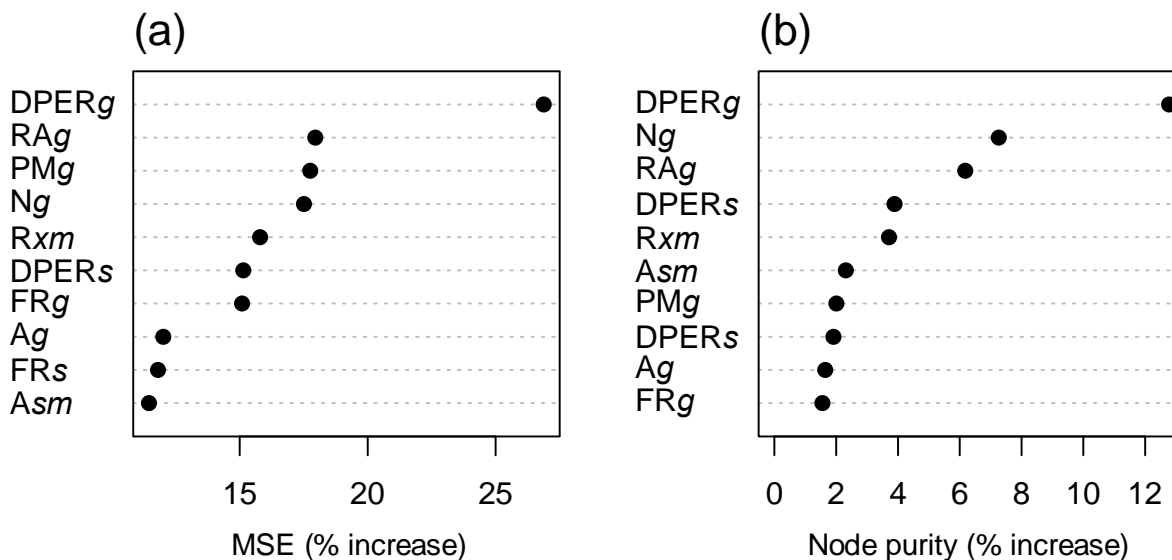 (a)
DPERg
RAg
PMg
Ng
Rxm
DPERs
FRg
Ag
FRs
Asm
15 20 25
MSE (% increase)
(b)
DPERg
Ng
RAg
DPERs
Rxm
Asm
PMg
DPERs
Ag
FRg
0 2 4 6 8 10 12
Node purity (% increase)